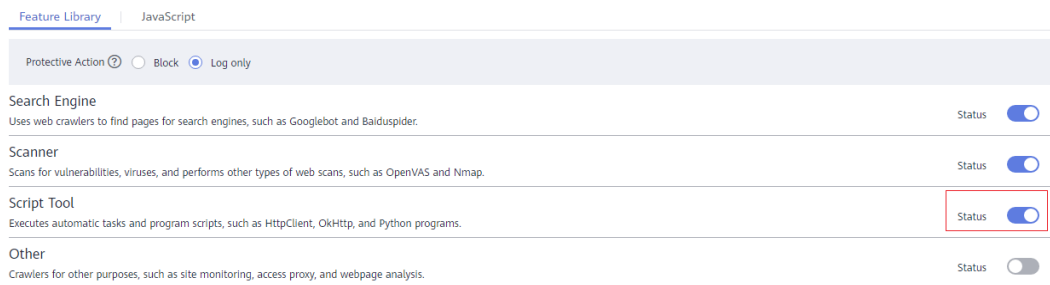 Feature Library | JavaScript
Protective Action ? Block Log only
Search Engine
Uses web crawlers to find pages for search engines, such as Googlebot and Baiduspider.
Status
Scanner
Scans for vulnerabilities, viruses, and performs other types of web scans, such as OpenVAS and Nmap.
Status
Script Tool
Executes automatic tasks and program scripts, such as HttpClient, OkHttp, and Python programs.
Status
Other
Crawlers for other purposes, such as site monitoring, access proxy, and webpage analysis.
Status